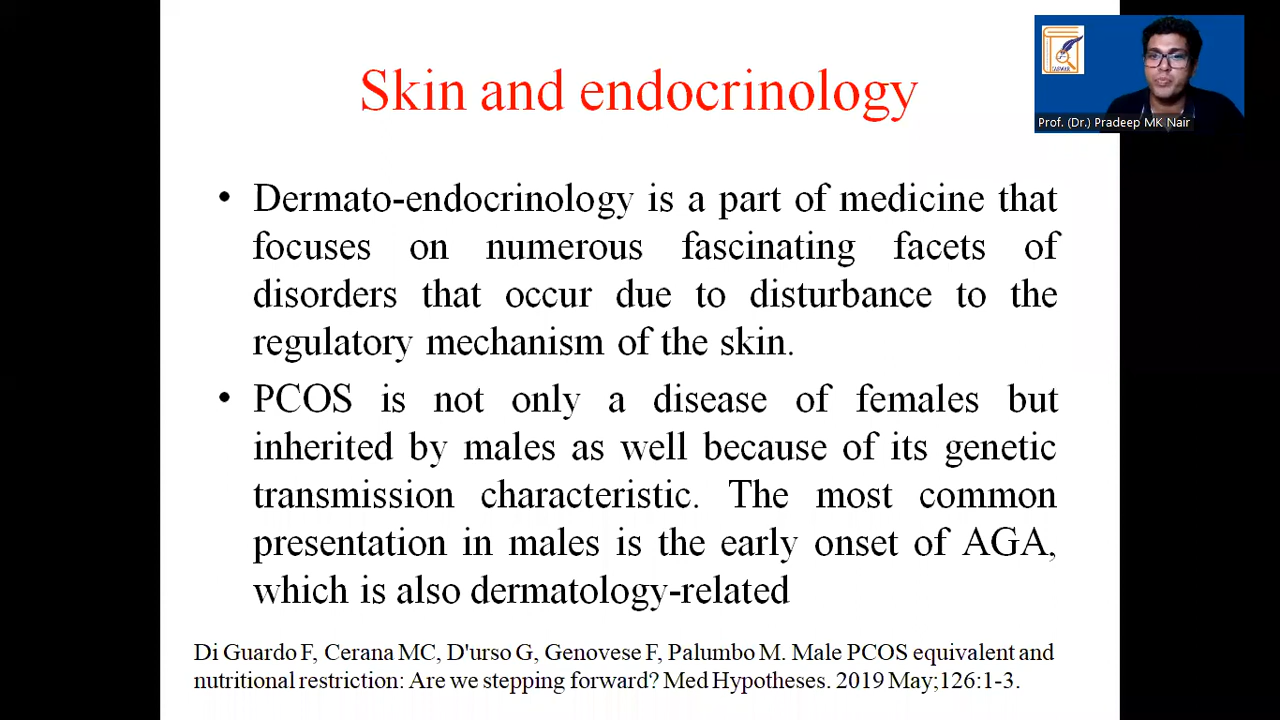 Skin and endocrinology
Prof. (Dr.) Pradeep MK Nair
• Dermato-endocrinology is a part of medicine that
focuses on numerous fascinating facets of
disorders that occur due to disturbance to the
regulatory mechanism of the skin.
• PCOS is not only a disease of females but
inherited by males as well because of its genetic
transmission characteristic. The most common
presentation in males is the early onset of AGA,
which is also dermatology-related
Di Guardo F, Cerana MC, D'urso G, Genovese F, Palumbo M. Male PCOS equivalent and
nutritional restriction: Are we stepping forward? Med Hypotheses. 2019 May;126:1-3.